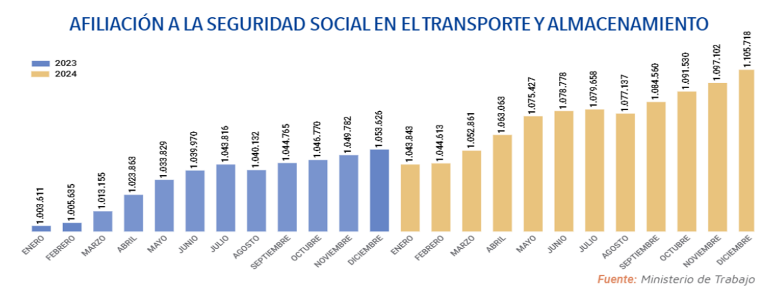 AFILIACIÓN A LA SEGURIDAD SOCIAL EN EL TRANSPORTE Y ALMACENAMIENTO
2023
2024
1.003.611
1.005.635
1.013.155
1.023.863
1.033.829
1.039.970
1.043.816
1.040.132
1.044.765
1.046.770
1.049.782
1.053.626
1.043.843
1.044.613
1.052.861
1.063.063
1.075.427
1.078.778
1.079.658
1.077.137
1.084.560
1.091.530
1.097.102
1.105.718
ENERO
FEBRERO
MARZO
ABRIL
MAYO
JUNIO
JULIO
AGOSTO
SEPTIEMBRE
OCTUBRE
NOVIEMBRE
DICIEMBRE
ENERO
FEBRERO
MARZO
ABRIL
MAYO
JUNIO
JULIO
AGOSTO
SEPTIEMBRE
OCTUBRE
NOVIEMBRE
DICIEMBRE
Fuente: Ministerio de Trabajo